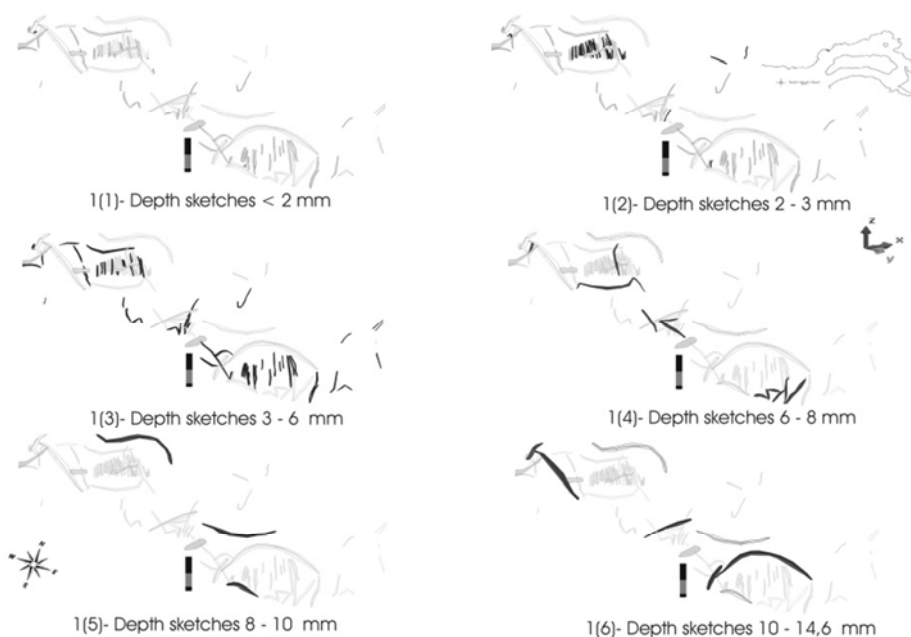 1(1)- Depth sketches < 2 mm
1(2)- Depth sketches 2 - 3 mm
z
x
y
1(3)- Depth sketches 3 - 6 mm
1(4)- Depth sketches 6 - 8 mm
1(5)- Depth sketches 8 - 10 mm
1(6)- Depth sketches 10 - 14,6 mm